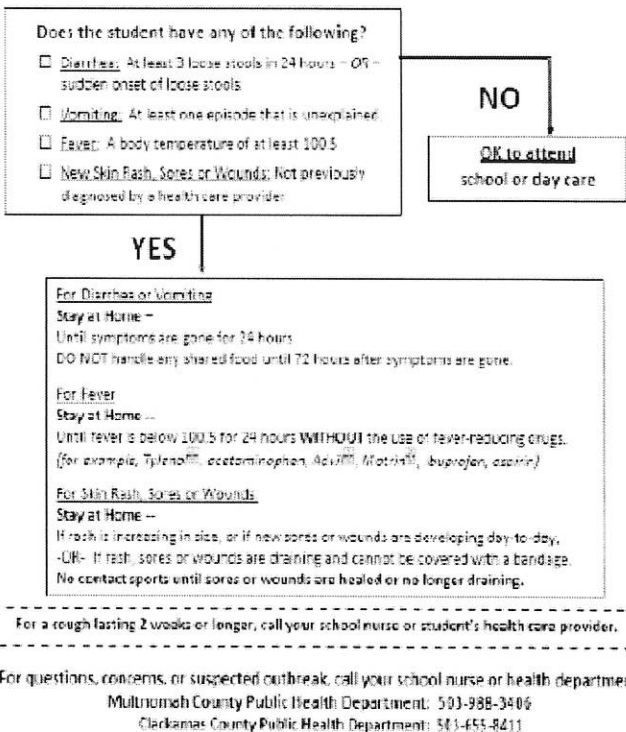 Does the student have any of the following?
☐ Diarrhea: At least 3 loose stools in 24 hours – OR –
sudden onset of loose stools.
☐ Vomiting: At least one episode that is unexplained
☐ Fever: A body temperature of at least 100.5
☐ New Skin Rash, Sores or Wounds: Not previously
diagnosed by a health care provider
NO
OK to attend
school or day care
YES
For Diarrhea or Vomiting
Stay at Home –
Until symptoms are gone for 24 hours
DO NOT handle any shared food until 72 hours after symptoms are gone.
For Fever
Stay at Home –
Until fever is below 100.5 for 24 hours WITHOUT the use of fever-reducing drugs.
(for example, Tylenol, acetaminophen, Advil, Motrin, ibuprofen, aspirin)
For Skin Rash, Sores or Wounds
Stay at Home –
If rash is increasing in size, or if new sores or wounds are developing day-to-day.
-OR- If rash, sores or wounds are draining and cannot be covered with a bandage.
No contact sports until sores or wounds are healed or no longer draining.
For a cough lasting 2 weeks or longer, call your school nurse or student's health care provider.
For questions, concerns, or suspected outbreak, call your school nurse or health departmen
Multnomah County Public Health Department: 503-988-3406
Clackamas County Public Health Department: 503-655-8411